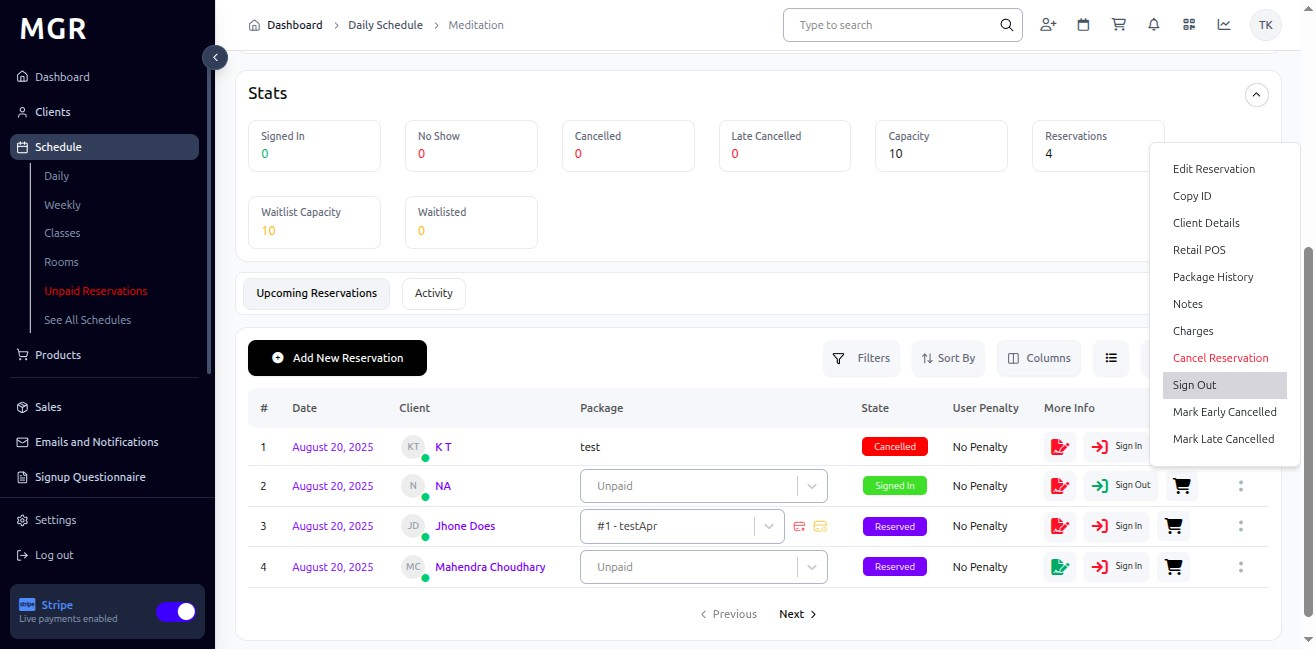 MGR
Dashboard
Clients
Schedule
Daily
Weekly
Classes
Rooms
Unpaid Reservations
See All Schedules
Products
Sales
Emails and Notifications
Signup Questionnaire
Settings
Log out
stripe Stripe
Live payments enabled
Dashboard > Daily Schedule > Meditation
Type to search
TK
Stats
Signed In No Show Cancelled Late Cancelled Capacity Reservations
0 0 0 0 10 4
Waitlist Capacity Waitlisted
10 0
Upcoming Reservations Activity
Add New Reservation Filters Sort By Columns
# Date Client Package State User Penalty More Info
1 August 20, 2025 KT K T test Cancelled No Penalty Sign In
2 August 20, 2025 N NA Unpaid Signed In No Penalty Sign Out
3 August 20, 2025 JD Jhone Does #1 - testApr Reserved No Penalty Sign In
4 August 20, 2025 MC Mahendra Choudhary Unpaid Reserved No Penalty Sign In
< Previous Next >
Edit Reservation
Copy ID
Client Details
Retail POS
Package History
Notes
Charges
Cancel Reservation
Sign Out
Mark Early Cancelled
Mark Late Cancelled